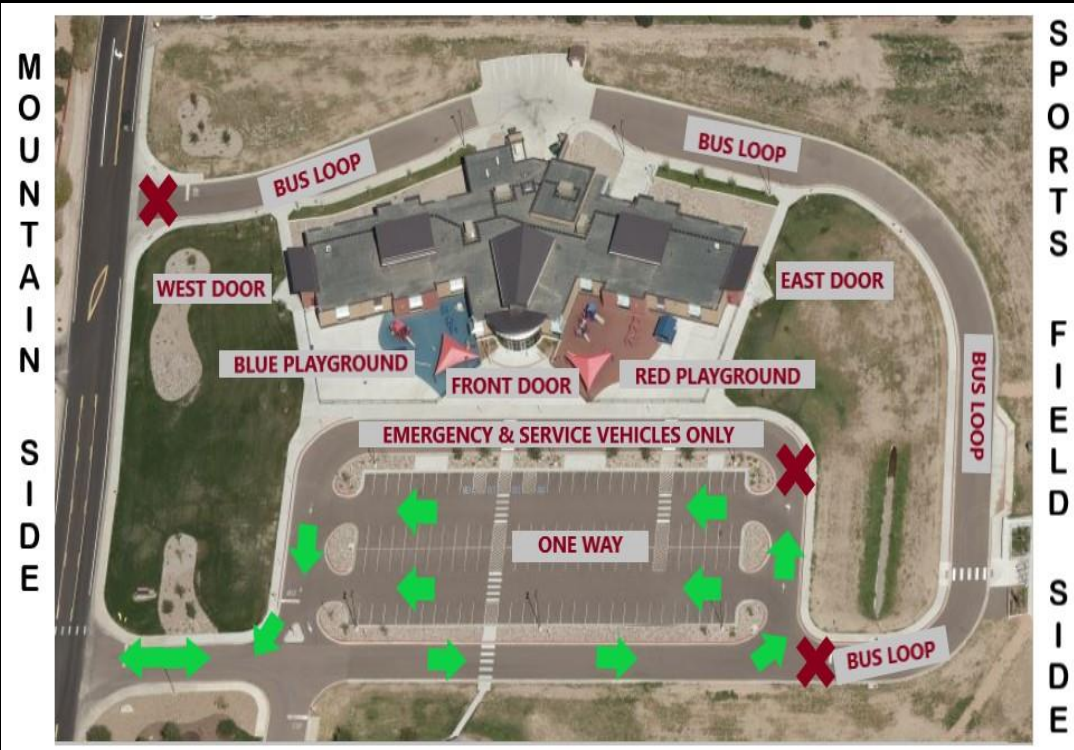 MOUNTAIN SIDE
SPORTS FIELD SIDE
BUS LOOP
BUS LOOP
WEST DOOR
EAST DOOR
BLUE PLAYGROUND
FRONT DOOR
RED PLAYGROUND
BUS LOOP
EMERGENCY & SERVICE VEHICLES ONLY
ONE WAY
BUS LOOP